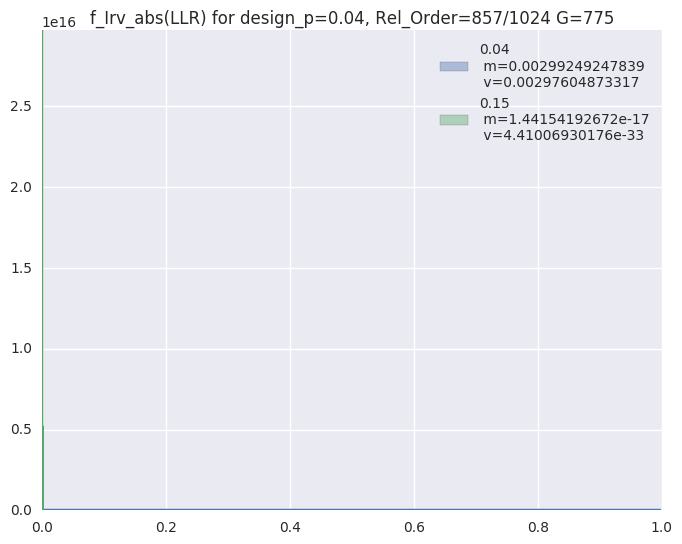 1e16
f_Irv_abs(LLR) for design_p=0.04, Rel_Order=857/1024 G=775
0.04
m=0.00299249247839
v=0.00297604873317
0.15
m=1.44154192672e-17
v=4.41006930176e-33
2.5
2.0
1.5
1.0
0.5
0.0
0.0
0.2
0.4
0.6
0.8
1.0